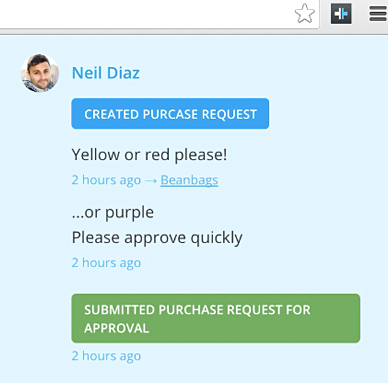 Neil Diaz
CREATED PURCASE REQUEST
Yellow or red please!
2 hours ago → Beanbags
...or purple
Please approve quickly
2 hours ago
SUBMITTED PURCHASE REQUEST FOR
APPROVAL
2 hours ago